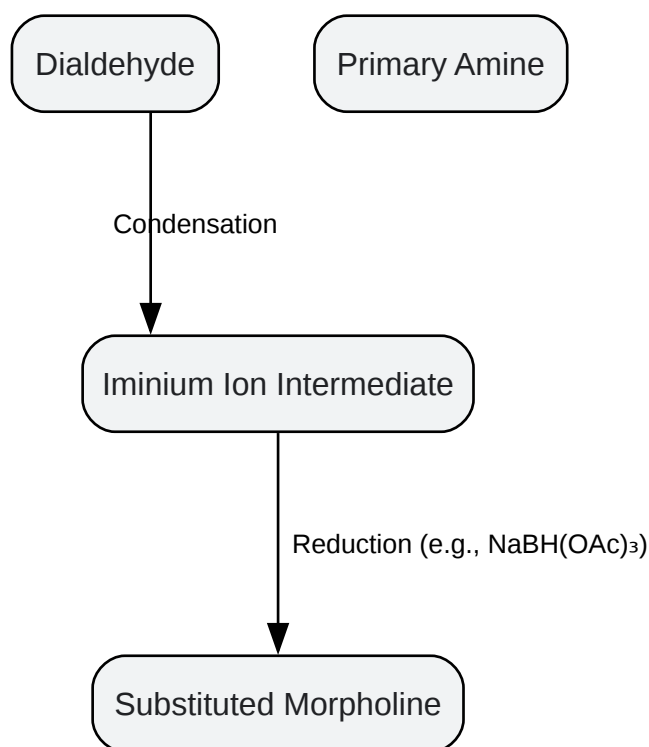 Dialdehyde
Primary Amine
Condensation
Iminium Ion Intermediate
Reduction (e.g., NaBH(OAc)₃)
Substituted Morpholine